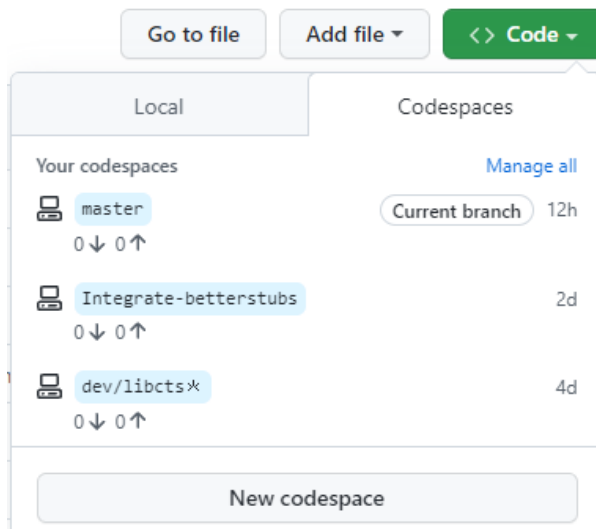 Go to file Add file <> Code
Local Codespaces
Your codespaces Manage all
master Current branch 12h
0↓ 0↑
Integrate-betterstubs 2d
0↓ 0↑
dev/libcts* 4d
0↓ 0↑
New codespace